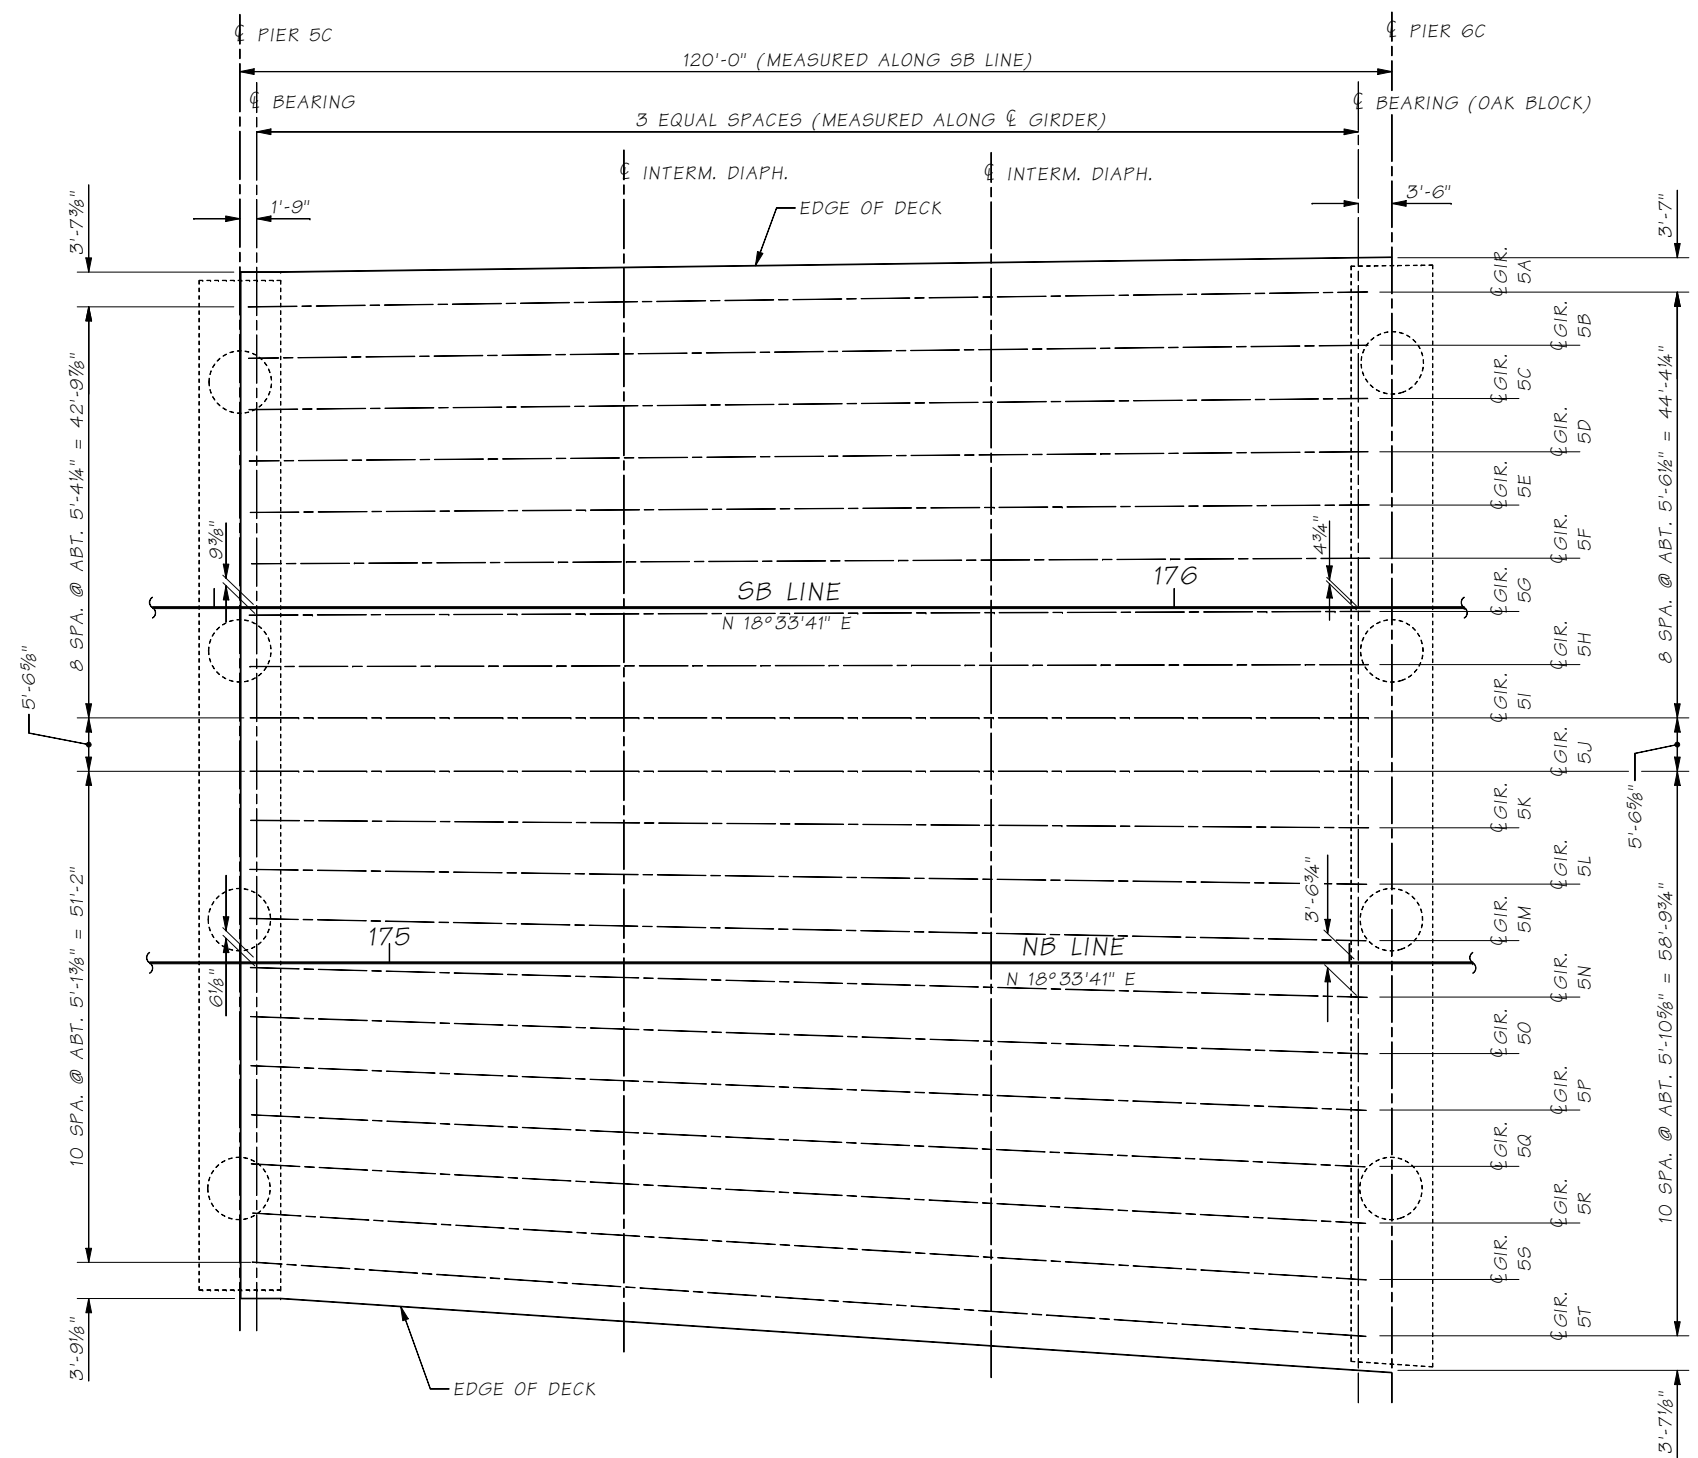 ℄ PIER 5C
℄ PIER 6C
120'-0" (MEASURED ALONG SB LINE)
℄ BEARING
℄ BEARING (OAK BLOCK)
3 EQUAL SPACES (MEASURED ALONG ℄ GIRDER)
℄ INTERM. DIAPH.
℄ INTERM. DIAPH.
1'-9"
3'-6"
EDGE OF DECK
3'-7⅜"
3'-7"
8 SPA. @ ABT. 5'-4¼" = 42'-9⅞"
8 SPA. @ ABT. 5'-6½" = 44'-4¼"
℄ GIR. 5A
℄ GIR. 5B
℄ GIR. 5C
℄ GIR. 5D
℄ GIR. 5E
℄ GIR. 5F
℄ GIR. 5G
℄ GIR. 5H
℄ GIR. 5I
℄ GIR. 5J
℄ GIR. 5K
℄ GIR. 5L
℄ GIR. 5M
℄ GIR. 5N
℄ GIR. 5O
℄ GIR. 5P
℄ GIR. 5Q
℄ GIR. 5R
℄ GIR. 5S
℄ GIR. 5T
9⅜"
4¾"
SB LINE
176
N 18°33'41" E
5'-6⅝"
5'-6⅝"
175
NB LINE
N 18°33'41" E
6⅛"
3'-6¾"
10 SPA. @ ABT. 5'-1⅜" = 51'-2"
10 SPA. @ ABT. 5'-10⅝" = 58'-9¾"
3'-9⅛"
EDGE OF DECK
3'-7⅛"